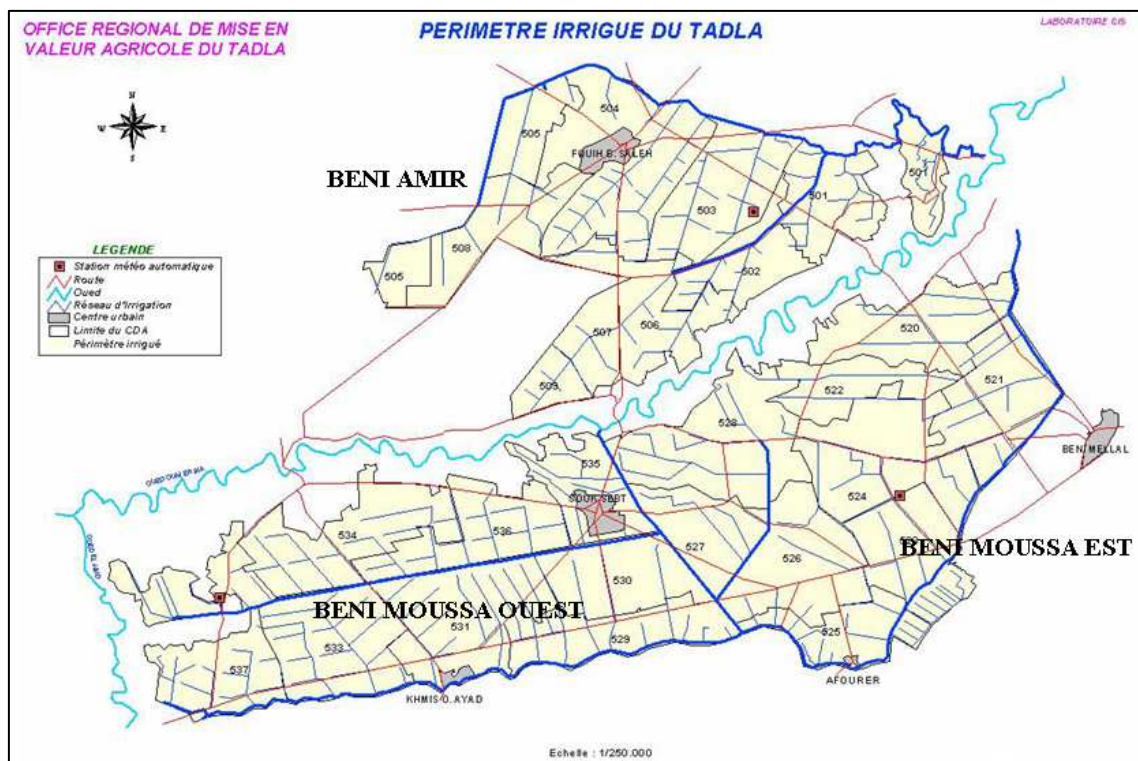 OFFICE REGIONAL DE MISE EN
VALEUR AGRICOLE DU TADLA
PERIMETRE IRRIGUE DU TADLA
LABORATOIRE CIS
N
W
E
S
504
505
FQUIH B. SALEH
501
BENI AMIR
501
503
508
502
505
LEGENDE
Station météo automatique
Route
Oued
Réseau d'Irrigation
Centre urbain
Limite du CDA
Périmètre irrigué
507
506
520
509
522
521
528
BENI MELLAL
535
524
SOUK SEBT
534
536
527
526
BENI MOUSSA EST
530
BENI MOUSSA OUEST
531
529
533
525
537
KHMIS O. AYAD
AFOURER
Echelle : 1/250.000